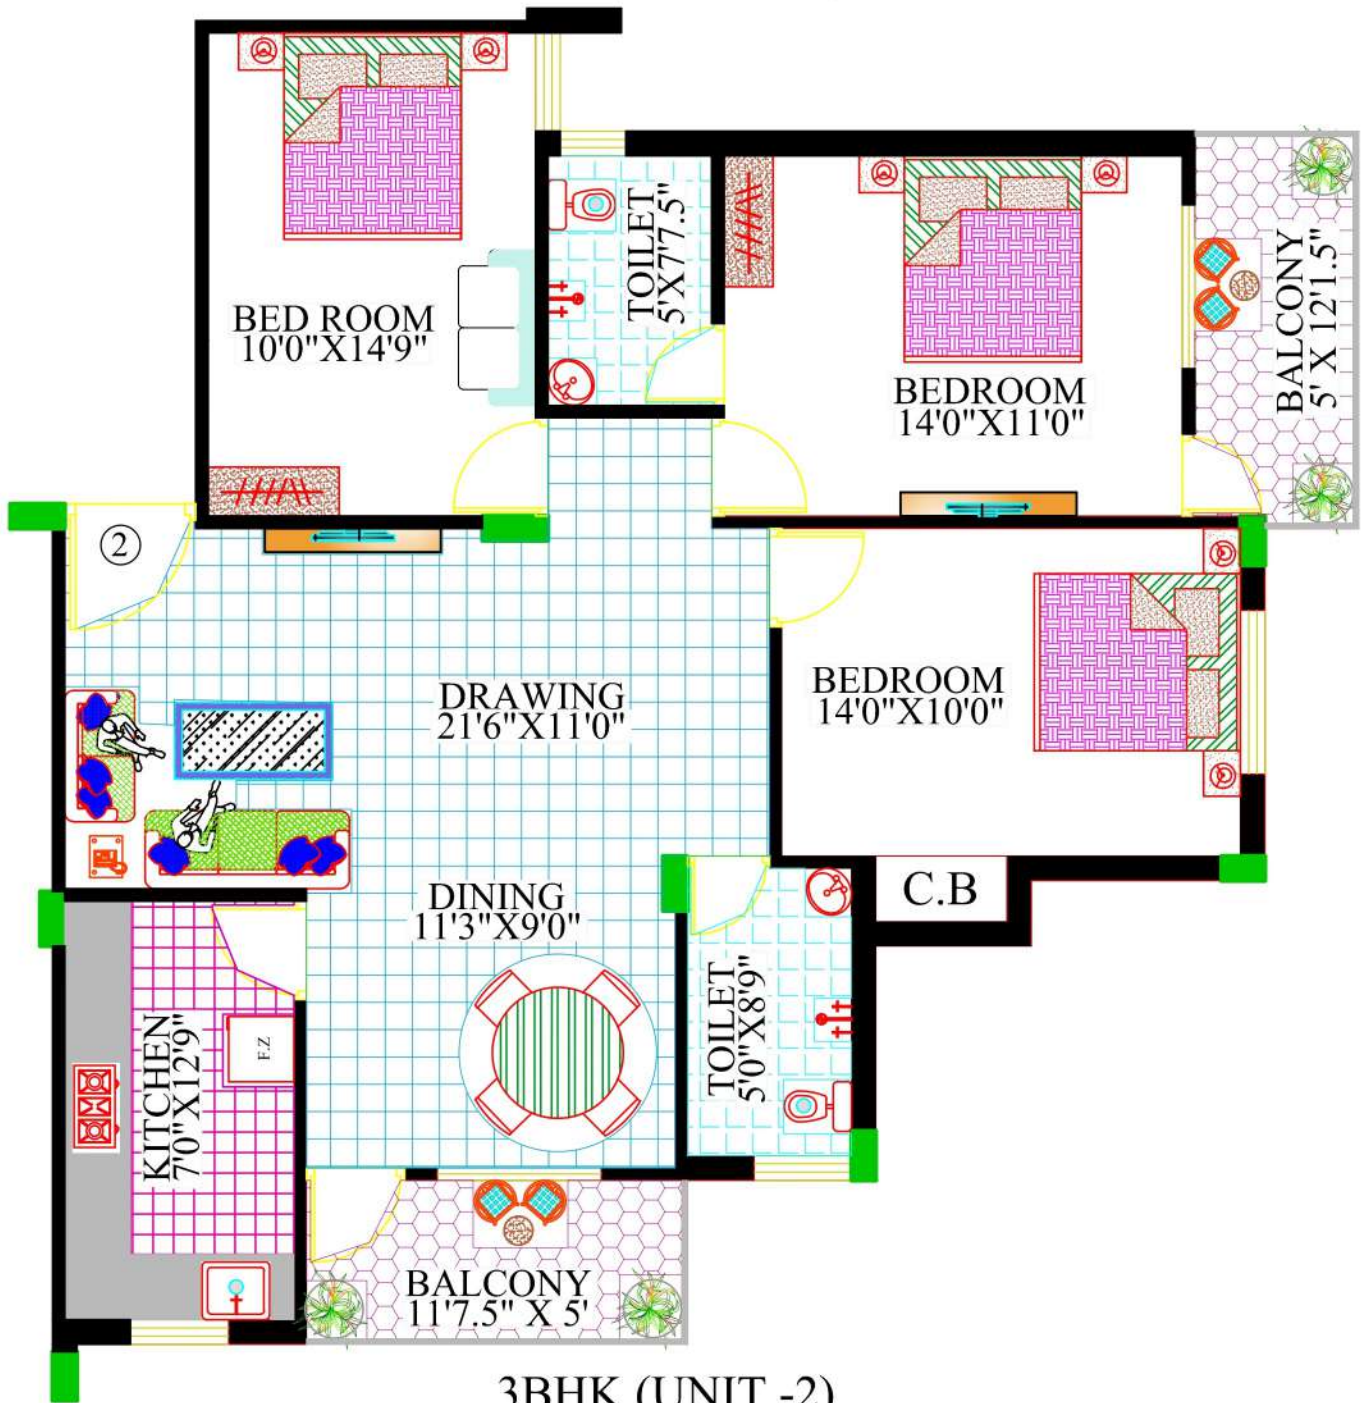 TOILET
5'X7'7.5"
BED ROOM
10'0"X14'9"
BEDROOM
14'0"X11'0"
BALCONY
5' X 12'1.5"
2
DRAWING
21'6"X11'0"
BEDROOM
14'0"X10'0"
DINING
11'3"X9'0"
C.B
KITCHEN
7'0"X12'9"
F.Z
TOILET
5'0"X8'9"
BALCONY
11'7.5" X 5'
3BHK (UNIT -2)